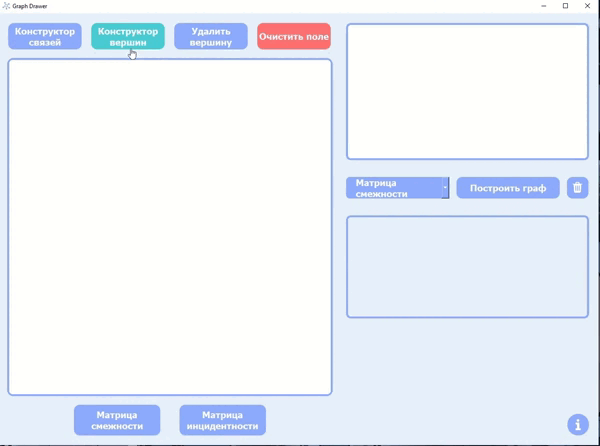 Graph Drawer
Конструктор
связей
Конструктор
вершин
Удалить
вершину
Очистить поле
Матрица
смежности
Построить граф
Матрица
смежности
Матрица
инцидентности
i